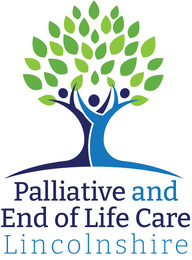 Palliative and
End of Life Care
Lincolnshire